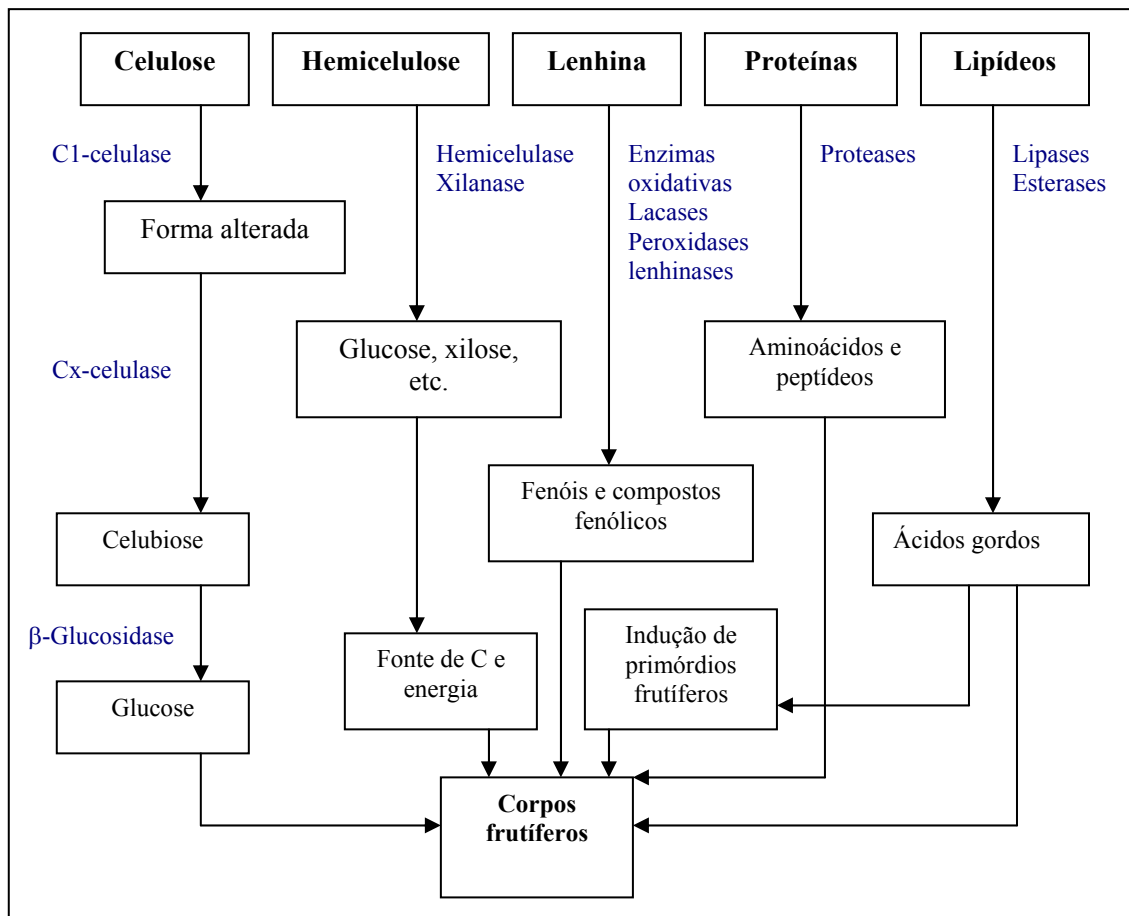 Celulose
Hemicelulose
Lenhina
Proteínas
Lipídeos
C1-celulase
Hemicelulase
Xilanase
Enzimas
oxidativas
Lacases
Peroxidases
lenhinases
Proteases
Lipases
Esterases
Forma alterada
Cx-celulase
Glucose, xilose,
etc.
Aminoácidos e
peptídeos
Fenóis e compostos
fenólicos
Celubiose
Ácidos gordos
β-Glucosidase
Fonte de C e
energia
Indução de
primórdios
frutíferos
Glucose
Corpos
frutíferos